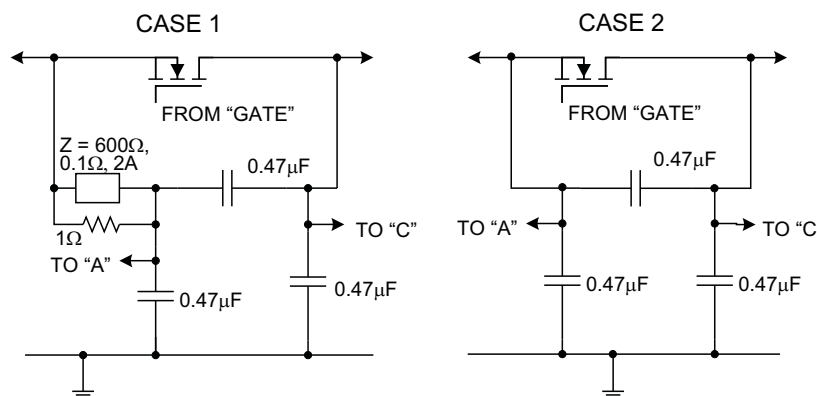 CASE 1
CASE 2
FROM “GATE”
Z = 600Ω,
0.1Ω, 2A
0.47μF
1Ω
TO “A”
TO “C”
0.47μF
0.47μF
FROM “GATE”
0.47μF
TO “A”
TO “C
0.47μF
0.47μF